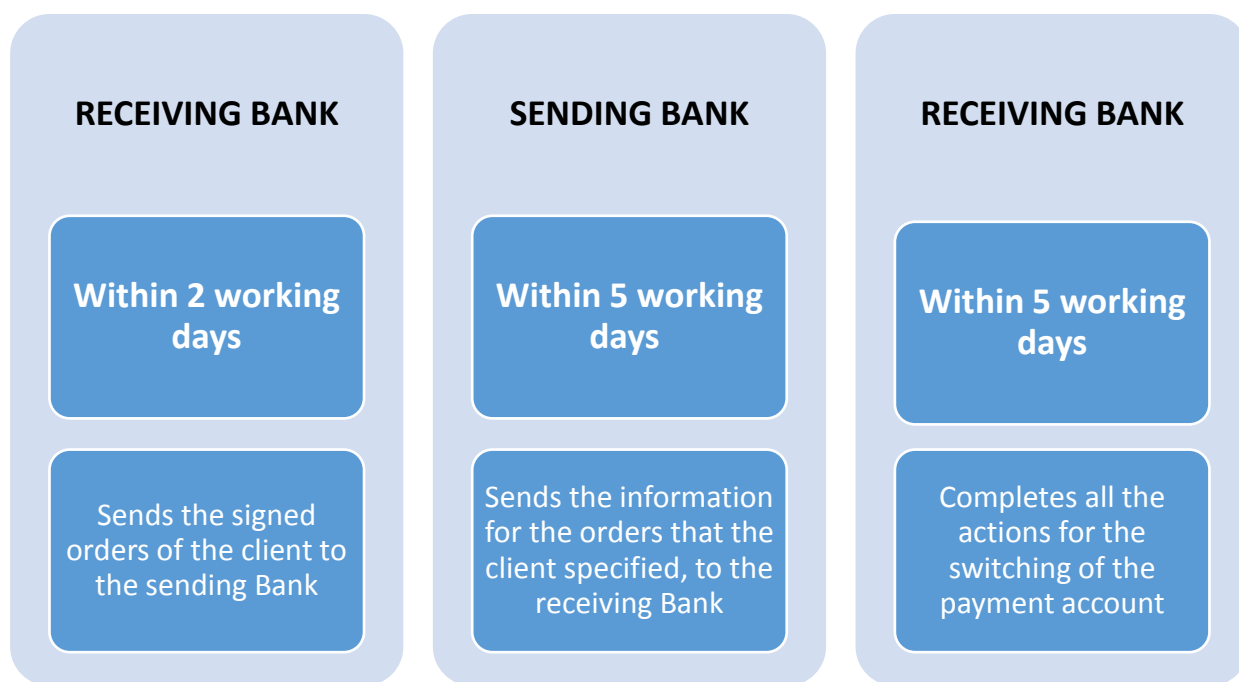 RECEIVING BANK
Within 2 working
days
Sends the signed
orders of the client to
the sending Bank
SENDING BANK
Within 5 working
days
Sends the information
for the orders that the
client specified, to the
receiving Bank
RECEIVING BANK
Within 5 working
days
Completes all the
actions for the
switching of the
payment account